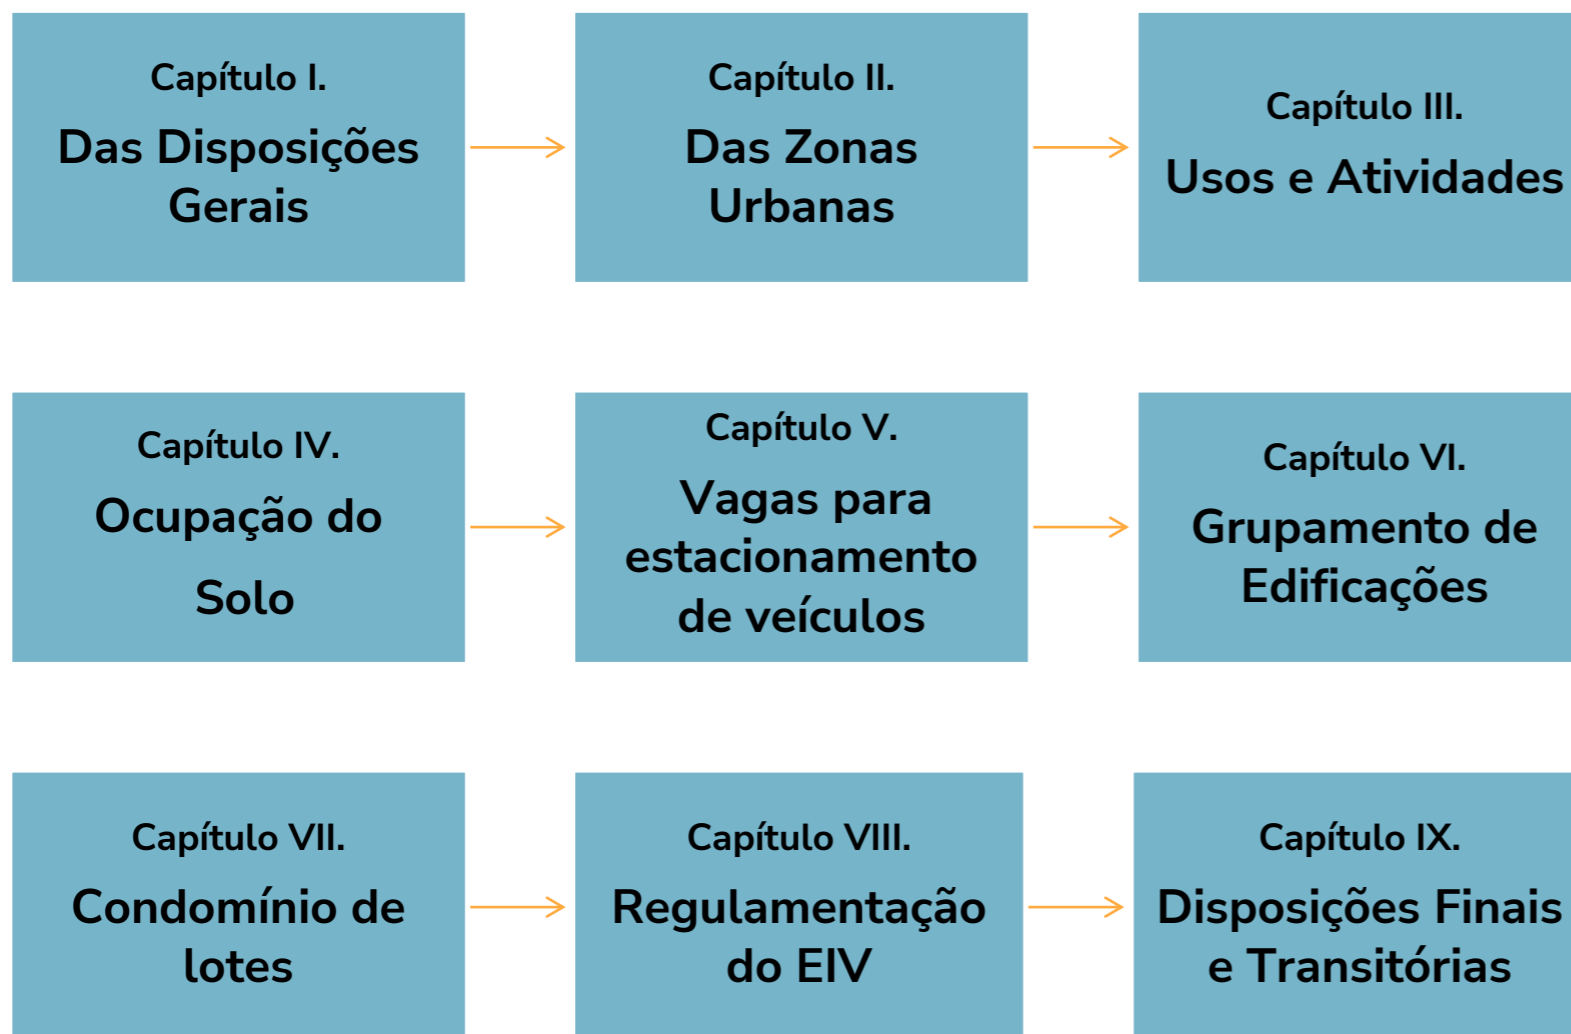 Capítulo I.
Das Disposições
Gerais
Capítulo II.
Das Zonas
Urbanas
Capítulo III.
Usos e Atividades
Capítulo IV.
Ocupação do
Solo
Capítulo V.
Vagas para
estacionamento
de veículos
Capítulo VI.
Grupamento de
Edificações
Capítulo VII.
Condomínio de
lotes
Capítulo VIII.
Regulamentação
do EIV
Capítulo IX.
Disposições Finais
e Transitórias